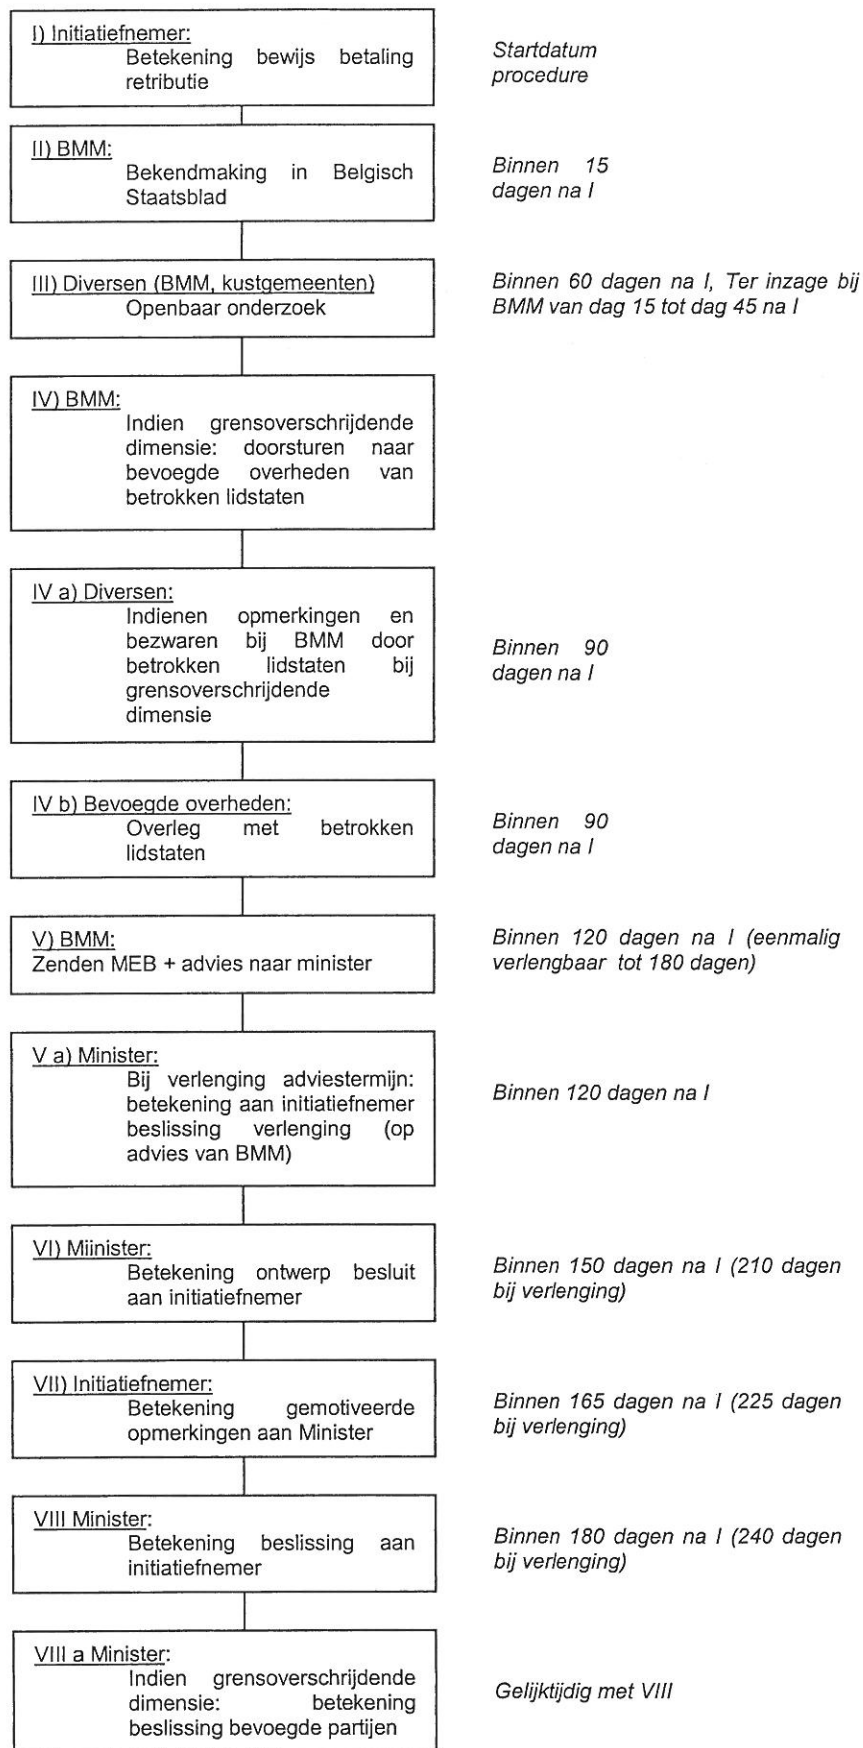 I) Initiatiefnemer:
Betekening bewijs betaling
retributie
Startdatum
procedure
II) BMM:
Bekendmaking in Belgisch
Staatsblad
Binnen 15
dagen na I
III) Diversen (BMM, kustgemeenten)
Openbaar onderzoek
Binnen 60 dagen na I, Ter inzage bij
BMM van dag 15 tot dag 45 na I
IV) BMM:
Indien grensoverschrijdende
dimensie: doorsturen naar
bevoegde overheden van
betrokken lidstaten
IV a) Diversen:
Indienen opmerkingen en
bezwaren bij BMM door
betrokken lidstaten bij
grensoverschrijdende
dimensie
Binnen 90
dagen na I
IV b) Bevoegde overheden:
Overleg met betrokken
lidstaten
Binnen 90
dagen na I
V) BMM:
Zenden MEB + advies naar minister
Binnen 120 dagen na I (eenmalig
verlengbaar tot 180 dagen)
V a) Minister:
Bij verlenging adviestermijn:
betekening aan initiatiefnemer
beslissing verlenging (op
advies van BMM)
Binnen 120 dagen na I
VI) Miinister:
Betekening ontwerp besluit
aan initiatiefnemer
Binnen 150 dagen na I (210 dagen
bij verlenging)
VII) Initiatiefnemer:
Betekening gemotiveerde
opmerkingen aan Minister
Binnen 165 dagen na I (225 dagen
bij verlenging)
VIII Minister:
Betekening beslissing aan
initiatiefnemer
Binnen 180 dagen na I (240 dagen
bij verlenging)
VIII a Minister:
Indien grensoverschrijdende
dimensie: betekening
beslissing bevoegde partijen
Gelijktijdig met VIII